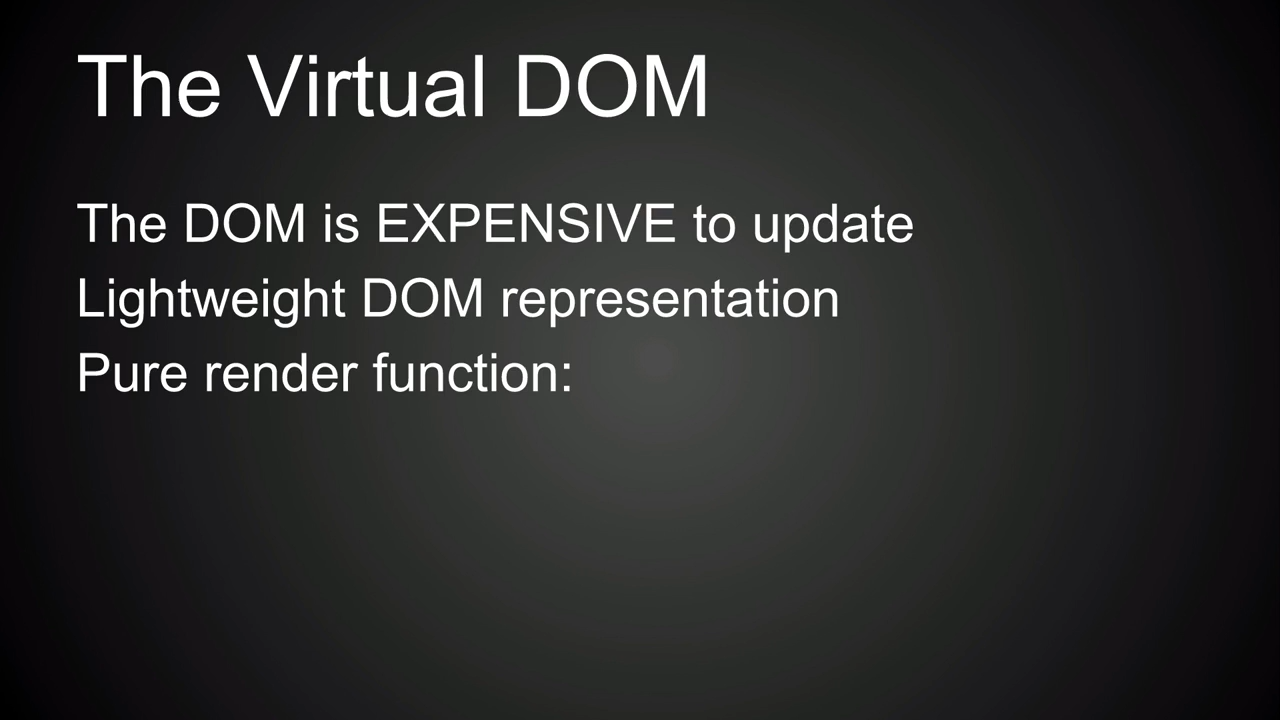 The Virtual DOM
The DOM is EXPENSIVE to update
Lightweight DOM representation
Pure render function: